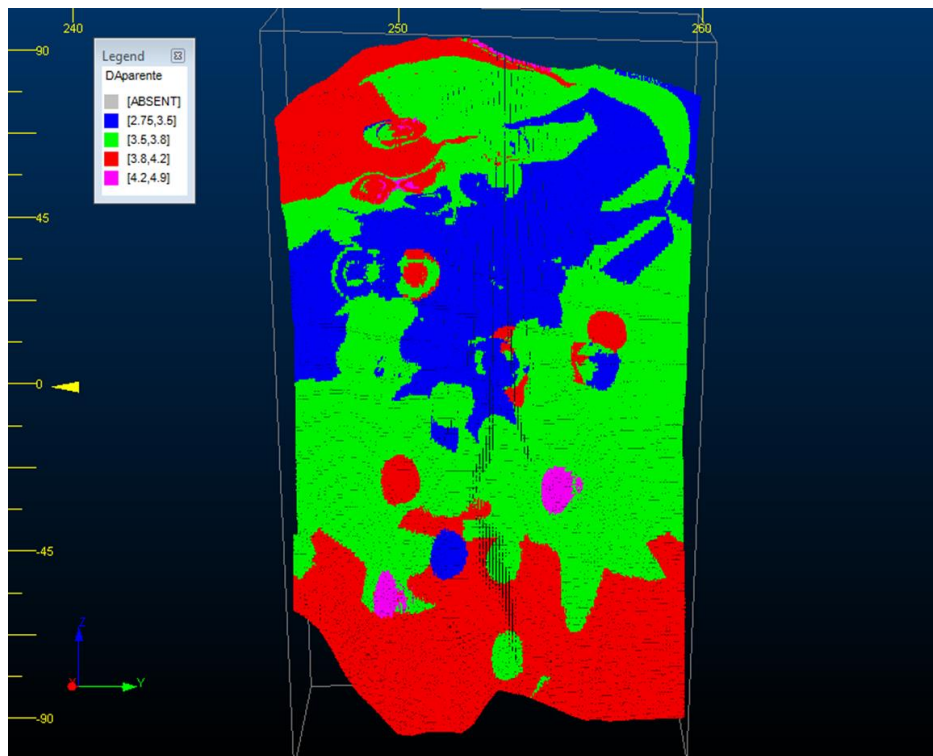 240 250 260
90
Legend
DAparente
[ABSENT]
[2.75,3.5]
[3.5,3.8]
[3.8,4.2]
[4.2,4.9]
45
0
-45
Z
X Y
-90